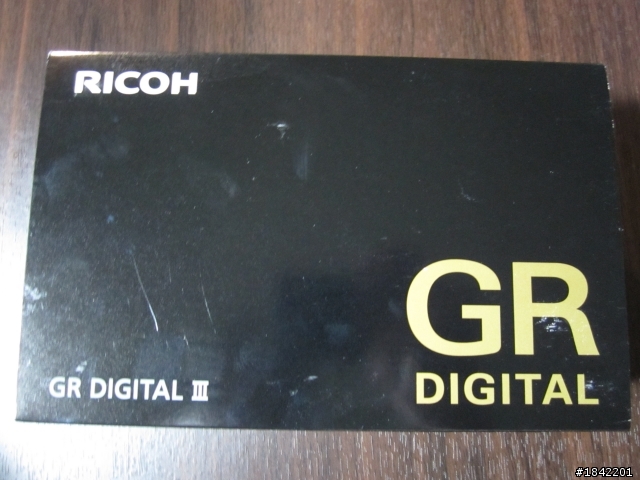 RICOH
GR
DIGITAL
GR DIGITAL III
#1842201